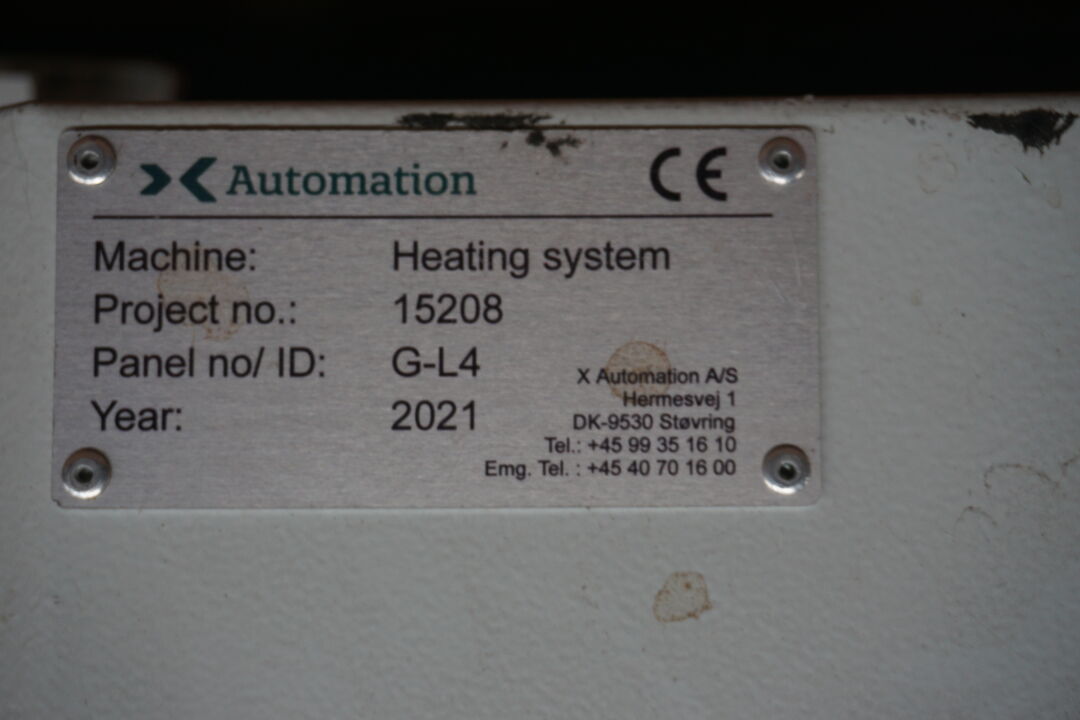 X Automation CE
Machine: Heating system
Project no.: 15208
Panel no/ ID: G-L4
Year: 2021
X Automation A/S
Hermesvej 1
DK-9530 Støvring
Tel.: +45 99 35 16 10
Emg. Tel. : +45 40 70 16 00